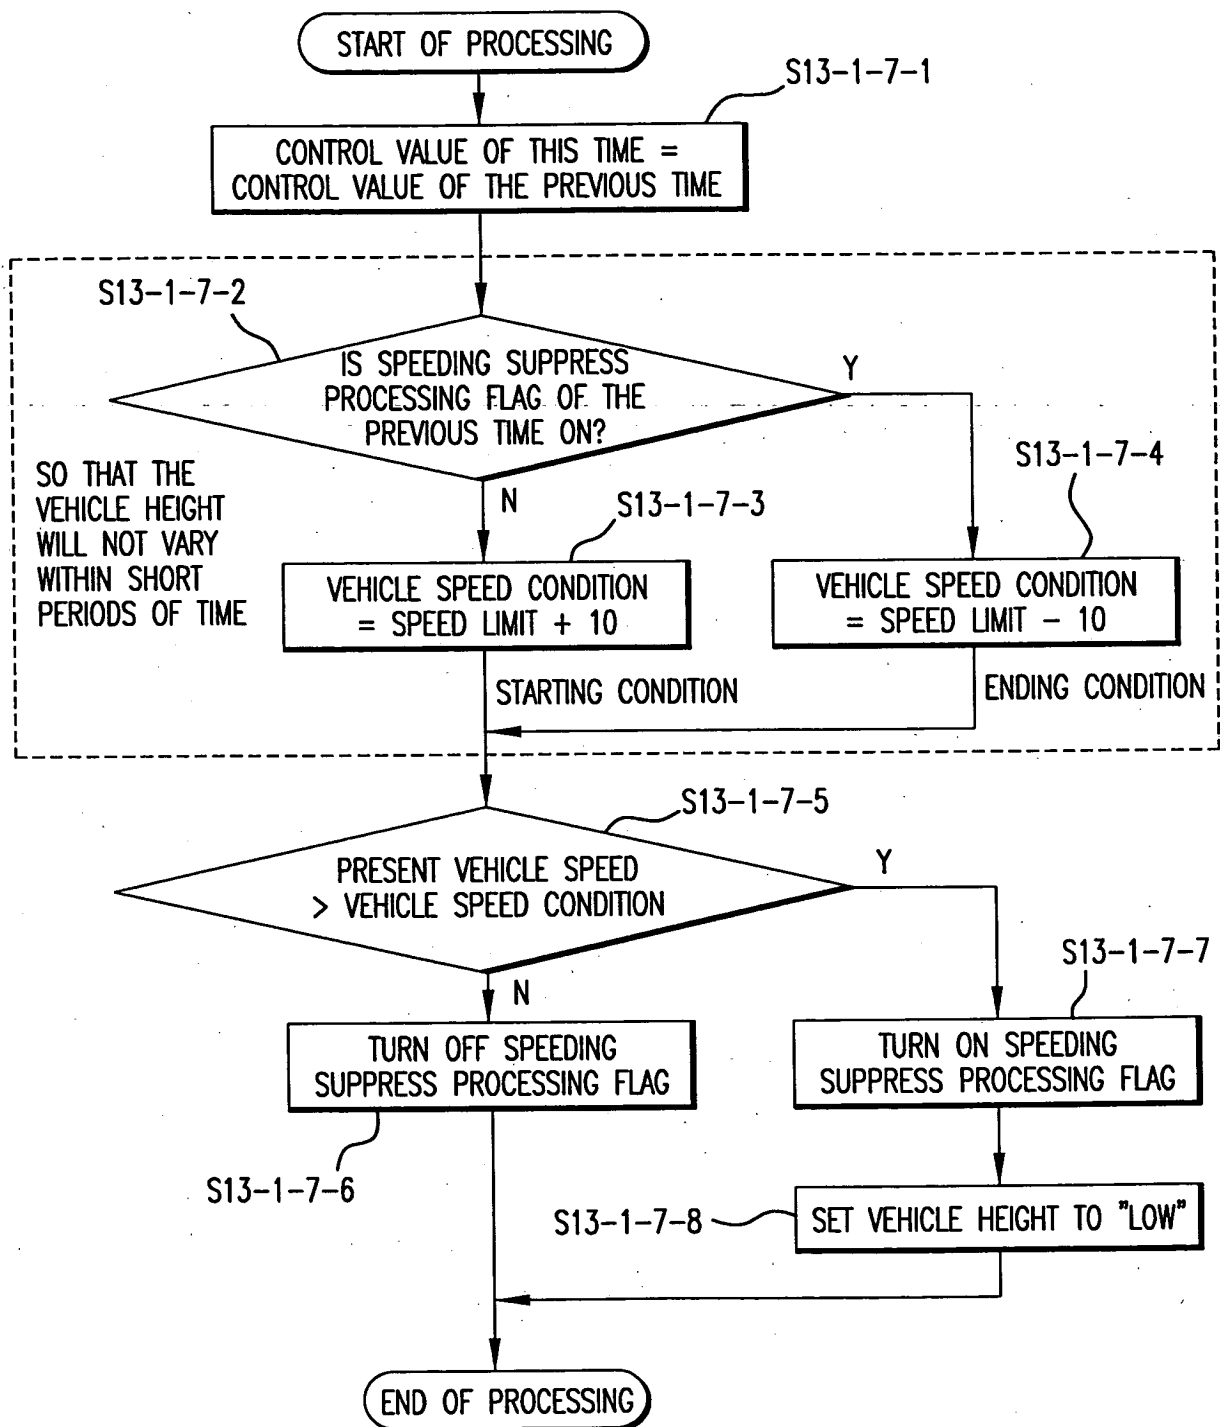 START OF PROCESSING
S13-1-7-1
CONTROL VALUE OF THIS TIME =
CONTROL VALUE OF THE PREVIOUS TIME
S13-1-7-2
IS SPEEDING SUPPRESS
PROCESSING FLAG OF THE
PREVIOUS TIME ON?
Y
N
SO THAT THE
VEHICLE HEIGHT
WILL NOT VARY
WITHIN SHORT
PERIODS OF TIME
S13-1-7-3
VEHICLE SPEED CONDITION
= SPEED LIMIT + 10
S13-1-7-4
VEHICLE SPEED CONDITION
= SPEED LIMIT - 10
STARTING CONDITION
ENDING CONDITION
S13-1-7-5
PRESENT VEHICLE SPEED
> VEHICLE SPEED CONDITION
Y
N
TURN OFF SPEEDING
SUPPRESS PROCESSING FLAG
S13-1-7-6
S13-1-7-7
TURN ON SPEEDING
SUPPRESS PROCESSING FLAG
S13-1-7-8
SET VEHICLE HEIGHT TO "LOW"
END OF PROCESSING